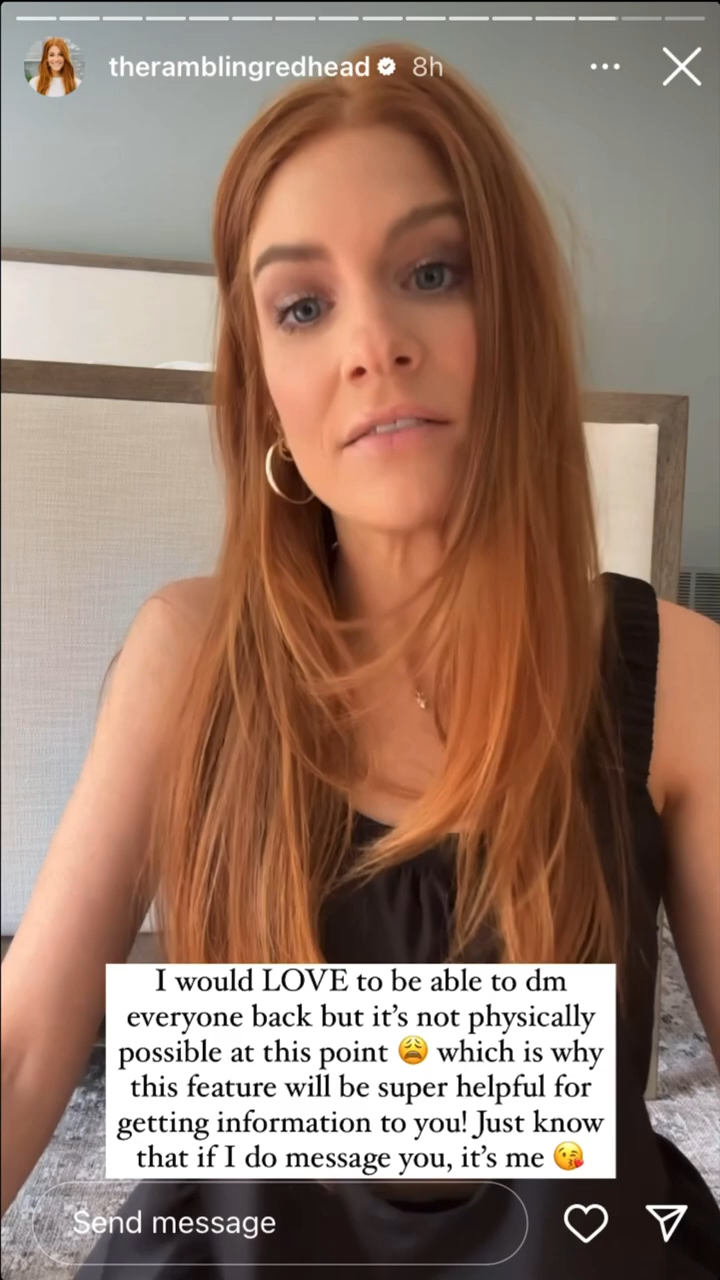 theramblingredhead 8h
I would LOVE to be able to dm
everyone back but it’s not physically
possible at this point 😩 which is why
this feature will be super helpful for
getting information to you! Just know
that if I do message you, it’s me 😘
Send message